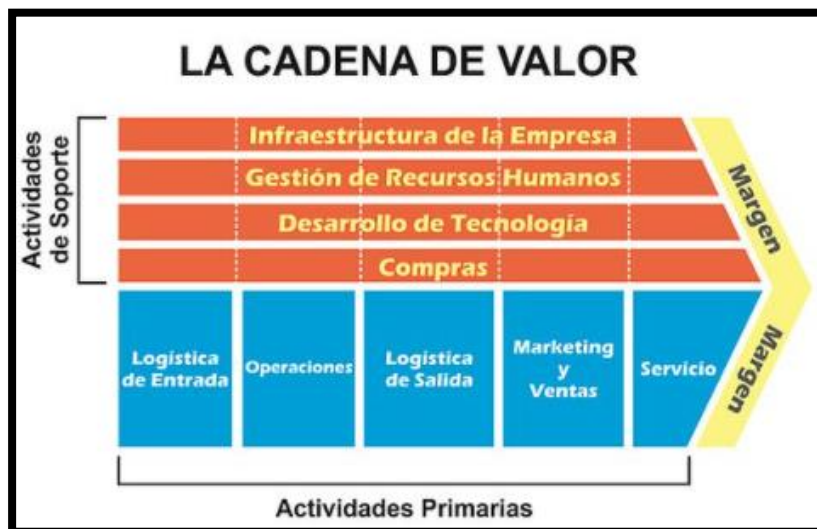 LA CADENA DE VALOR
Actividades
de Soporte
Infraestructura de la Empresa
Gestión de Recursos Humanos
Desarrollo de Tecnología
Compras
Logística
de Entrada
Operaciones
Logística
de Salida
Marketing
y
Ventas
Servicio
Margen
Margen
Actividades Primarias